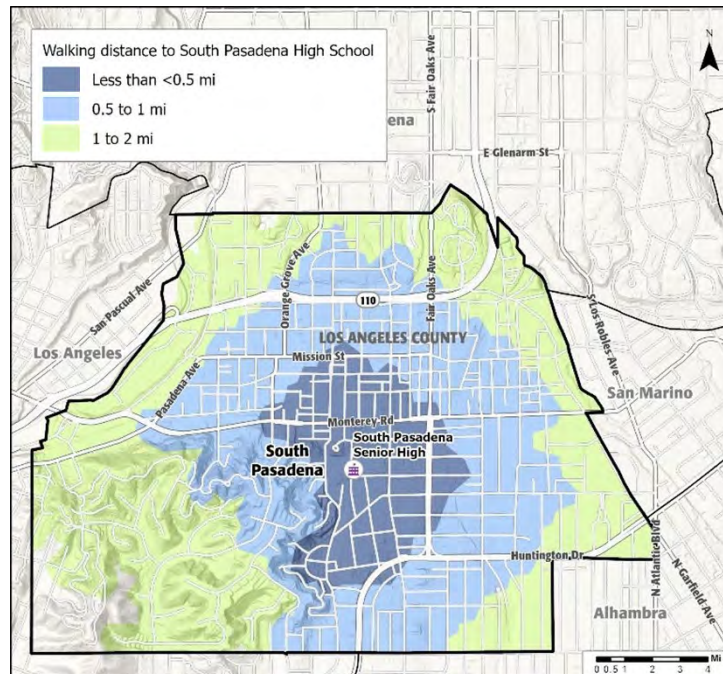 Walking distance to South Pasadena High School
Less than <0.5 mi
0.5 to 1 mi
1 to 2 mi
N
S Fair Oaks Ave
ena
E Glenarm St
Orange Grove Ave
San Pascual Ave
110
Fair Oaks Ave
S Los Robles Ave
LOS ANGELES COUNTY
Los Angeles
Mission St
Pasadena Ave
San Marino
Monterey Rd
South Pasadena
Senior High
South
Pasadena
Huntington Dr
N Atlantic Blvd
N Garfield Ave
Alhambra
Mi
0 0.5 1 2 3 4